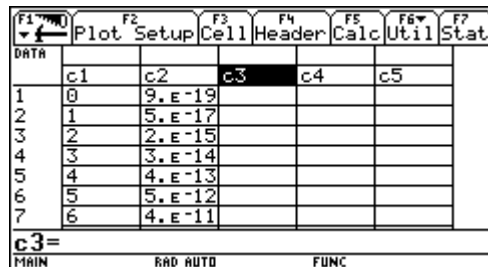 F1 F2 F3 F4 F5 F6▼ F7
Plot Setup Cell Header Calc Util Stat
DATA
c1 c2 c3 c4 c5
1 0 9.ᴇ-19
2 1 5.ᴇ-17
3 2 2.ᴇ-15
4 3 3.ᴇ-14
5 4 4.ᴇ-13
6 5 5.ᴇ-12
7 6 4.ᴇ-11
c3=
MAIN RAD AUTO FUNC